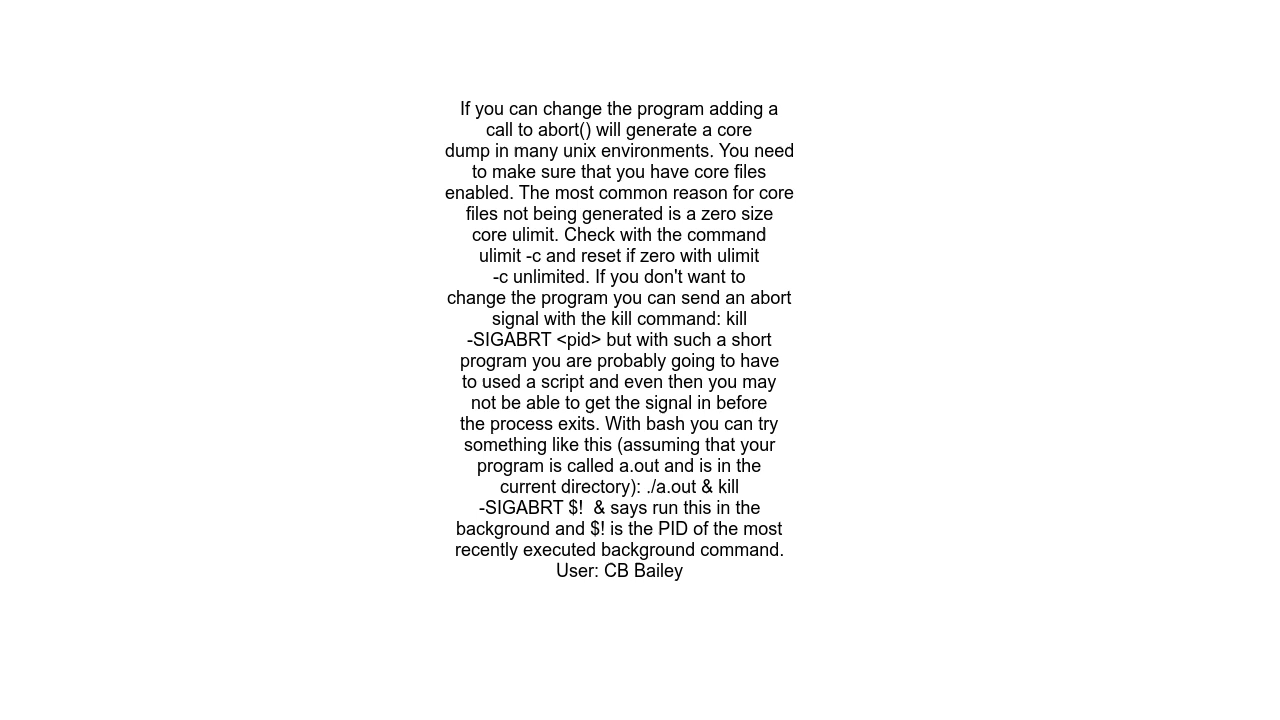 If you can change the program adding a
call to abort() will generate a core
dump in many unix environments. You need
to make sure that you have core files
enabled. The most common reason for core
files not being generated is a zero size
core ulimit. Check with the command
ulimit -c and reset if zero with ulimit
-c unlimited. If you don't want to
change the program you can send an abort
signal with the kill command: kill
-SIGABRT <pid> but with such a short
program you are probably going to have
to used a script and even then you may
not be able to get the signal in before
the process exits. With bash you can try
something like this (assuming that your
program is called a.out and is in the
current directory): ./a.out & kill
-SIGABRT $!  & says run this in the
background and $! is the PID of the most
recently executed background command.
User: CB Bailey